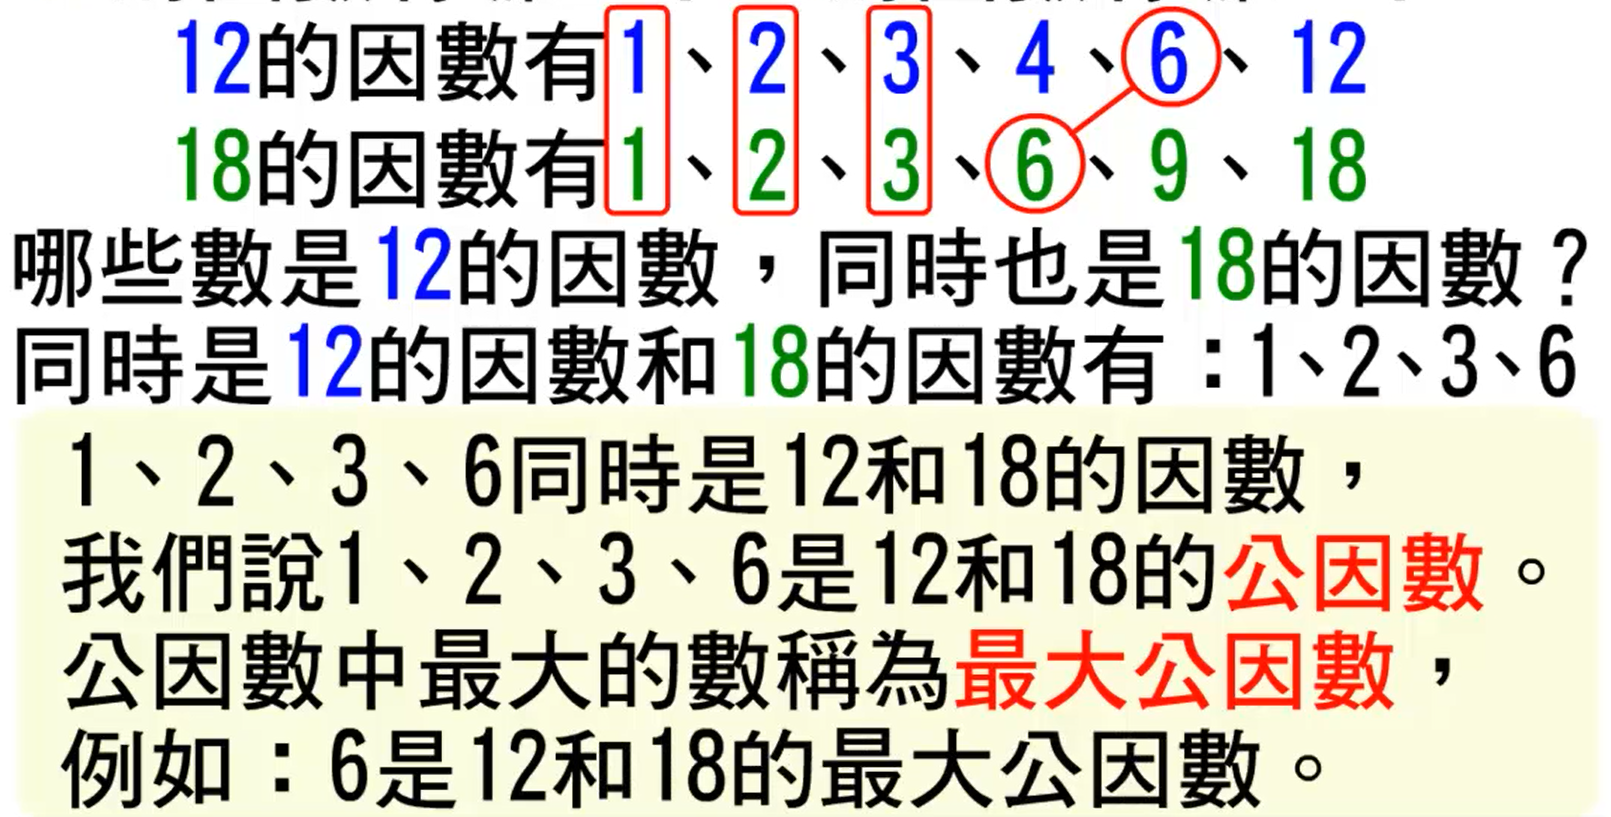 12的因數有1、2、3、4、6、12
18的因數有1、2、3、6、9、18
哪些數是12的因數，同時也是18的因數？
同時是12的因數和18的因數有：1、2、3、6
1、2、3、6同時是12和18的因數，
我們說1、2、3、6是12和18的公因數。
公因數中最大的數稱為最大公因數，
例如：6是12和18的最大公因數。